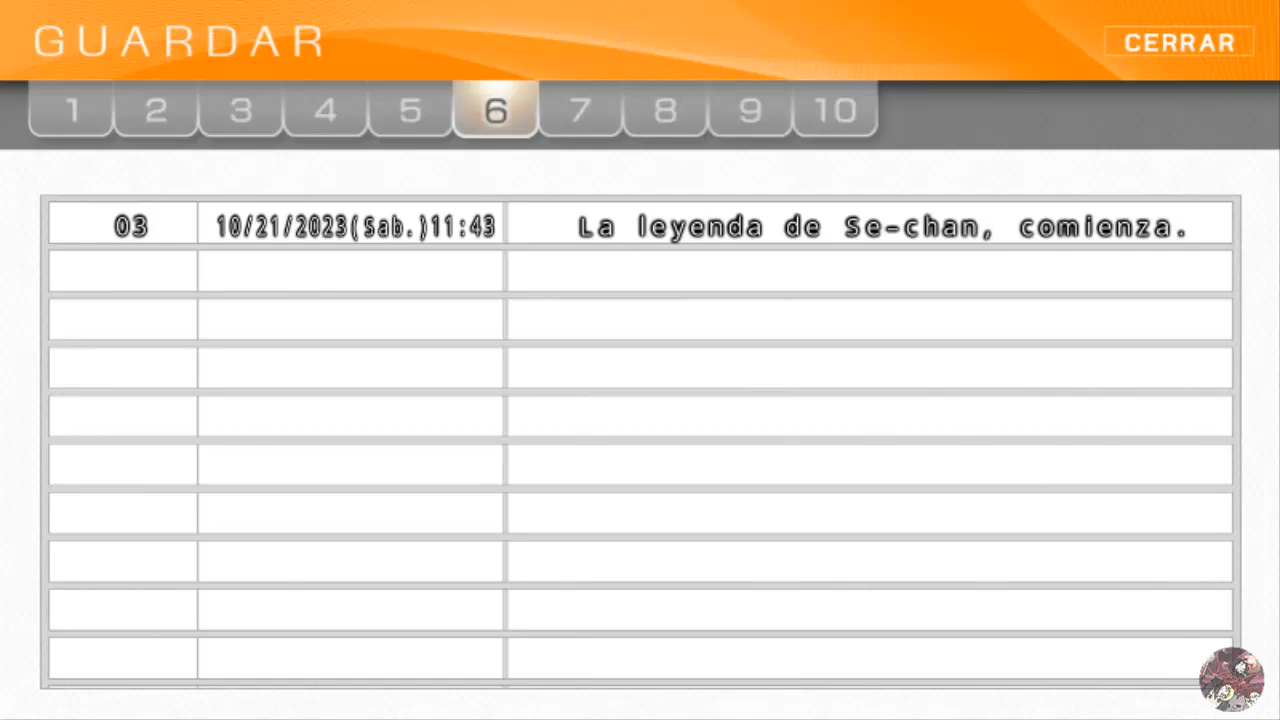 GUARDAR
CERRAR
1 2 3 4 5 6 7 8 9 10
03 10/21/2023(Sab.)11:43 La leyenda de Se-chan, comienza.